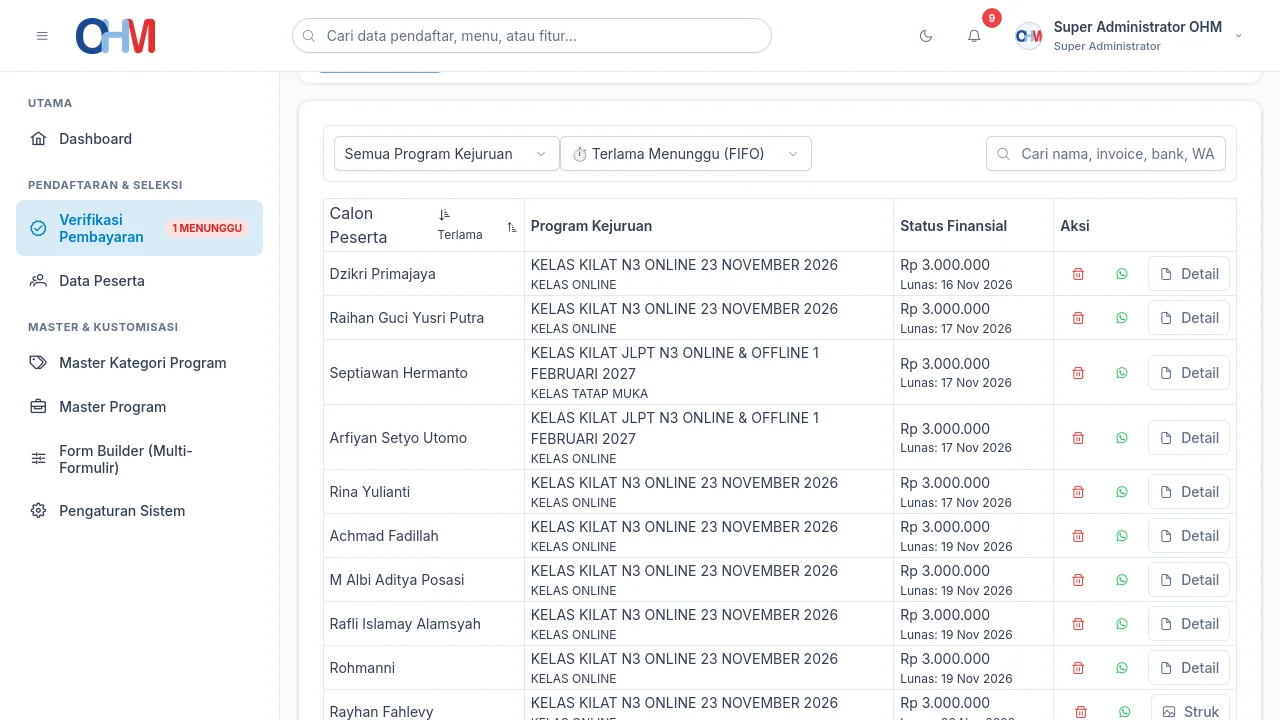 OHM
Cari data pendaftar, menu, atau fitur...
9
OHM
Super Administrator OHM
Super Administrator
UTAMA
Dashboard
PENDAFTARAN & SELEKSI
Verifikasi
Pembayaran
1 MENUNGGU
Data Peserta
MASTER & KUSTOMISASI
Master Kategori Program
Master Program
Form Builder (Multi-
Formulir)
Pengaturan Sistem
Semua Program Kejuruan
Terlama Menunggu (FIFO)
Cari nama, invoice, bank, WA
Calon
Peserta
Terlama
Program Kejuruan
Status Finansial
Aksi
Dzikri Primajaya
KELAS KILAT N3 ONLINE 23 NOVEMBER 2026
KELAS ONLINE
Rp 3.000.000
Lunas: 16 Nov 2026
Detail
Raihan Guci Yusri Putra
KELAS KILAT N3 ONLINE 23 NOVEMBER 2026
KELAS ONLINE
Rp 3.000.000
Lunas: 17 Nov 2026
Detail
Septiawan Hermanto
KELAS KILAT JLPT N3 ONLINE & OFFLINE 1
FEBRUARI 2027
KELAS TATAP MUKA
Rp 3.000.000
Lunas: 17 Nov 2026
Detail
Arfiyan Setyo Utomo
KELAS KILAT JLPT N3 ONLINE & OFFLINE 1
FEBRUARI 2027
KELAS ONLINE
Rp 3.000.000
Lunas: 17 Nov 2026
Detail
Rina Yulianti
KELAS KILAT N3 ONLINE 23 NOVEMBER 2026
KELAS ONLINE
Rp 3.000.000
Lunas: 17 Nov 2026
Detail
Achmad Fadillah
KELAS KILAT N3 ONLINE 23 NOVEMBER 2026
KELAS ONLINE
Rp 3.000.000
Lunas: 19 Nov 2026
Detail
M Albi Aditya Posasi
KELAS KILAT N3 ONLINE 23 NOVEMBER 2026
KELAS ONLINE
Rp 3.000.000
Lunas: 19 Nov 2026
Detail
Rafli Islamay Alamsyah
KELAS KILAT N3 ONLINE 23 NOVEMBER 2026
KELAS ONLINE
Rp 3.000.000
Lunas: 19 Nov 2026
Detail
Rohmanni
KELAS KILAT N3 ONLINE 23 NOVEMBER 2026
KELAS ONLINE
Rp 3.000.000
Lunas: 19 Nov 2026
Detail
Rayhan Fahlevy
KELAS KILAT N3 ONLINE 23 NOVEMBER 2026
Rp 3.000.000
Struk